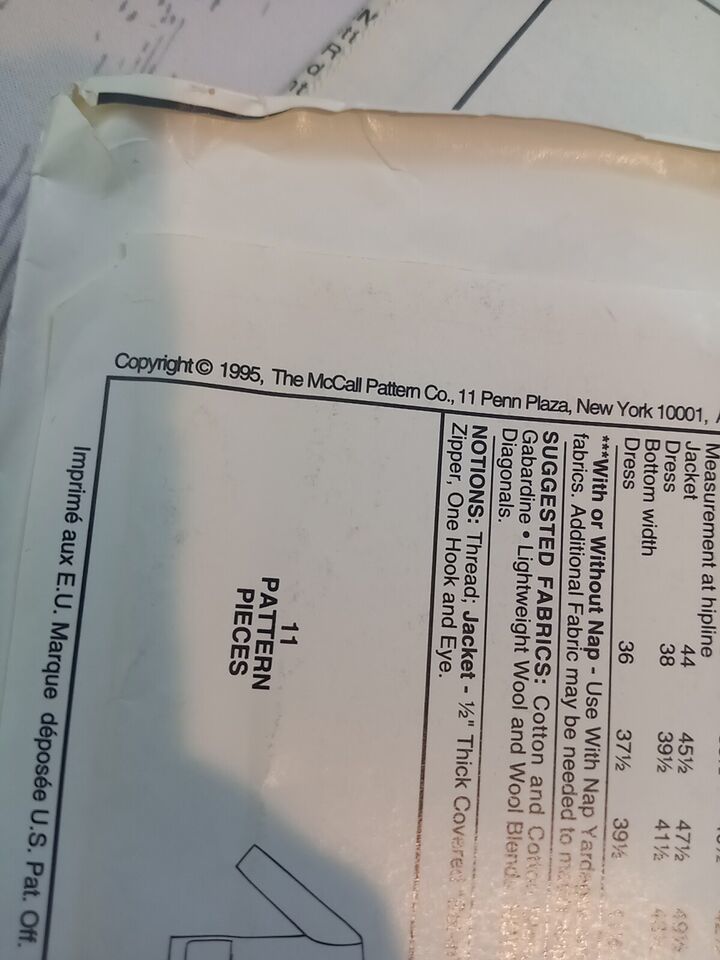 Copyright © 1995, The McCall Pattern Co., 11 Penn Plaza, New York 10001,
Measurement at hipline
Jacket 44 45½ 47½ 49½
Dress 38 39½ 41½
Bottom width
Dress 36 37½ 39½
***With or Without Nap - Use With Nap
fabrics. Additional Fabric may be needed to
SUGGESTED FABRICS: Cotton and
Gabardine • Lightweight Wool and Wool
Diagonals.
NOTIONS: Thread; Jacket - ½" Thick
Zipper, One Hook and Eye.
11
PATTERN
PIECES
Imprimé aux E.U. Marque déposée U.S. Pat. Off.